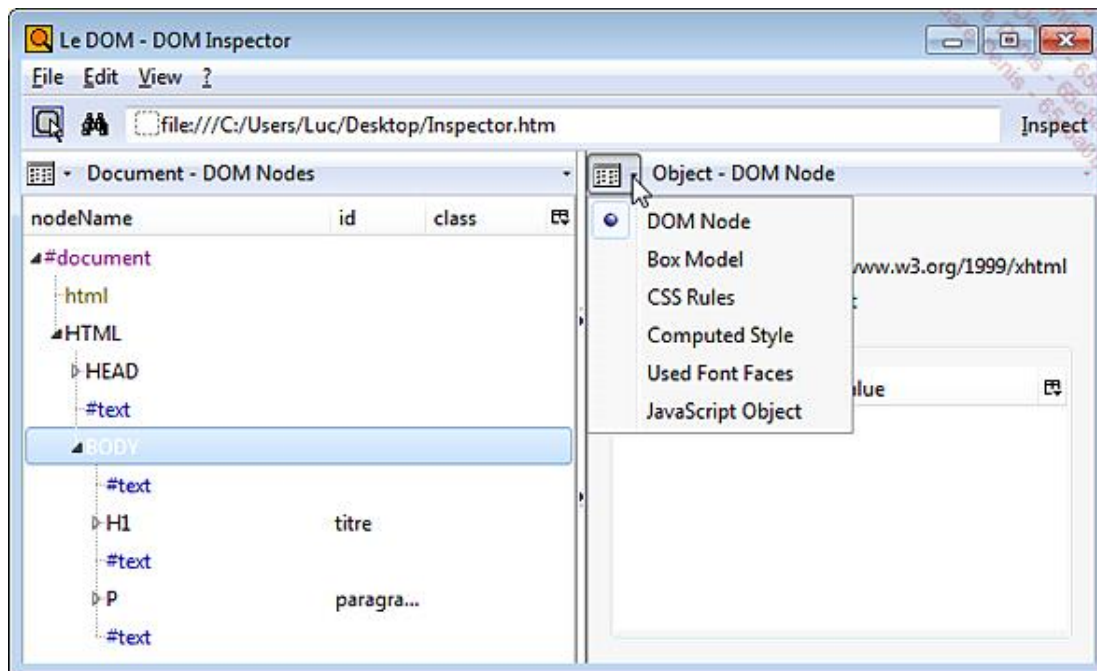 Le DOM - DOM Inspector
File Edit View ?
file:///C:/Users/Luc/Desktop/Inspector.htm
Inspect
Document - DOM Nodes
nodeName id class
#document
html
HTML
HEAD
#text
BODY
#text
H1 titre
#text
P paragra...
#text
Object - DOM Node
DOM Node
Box Model
CSS Rules
Computed Style
Used Font Faces
JavaScript Object
www.w3.org/1999/xhtml